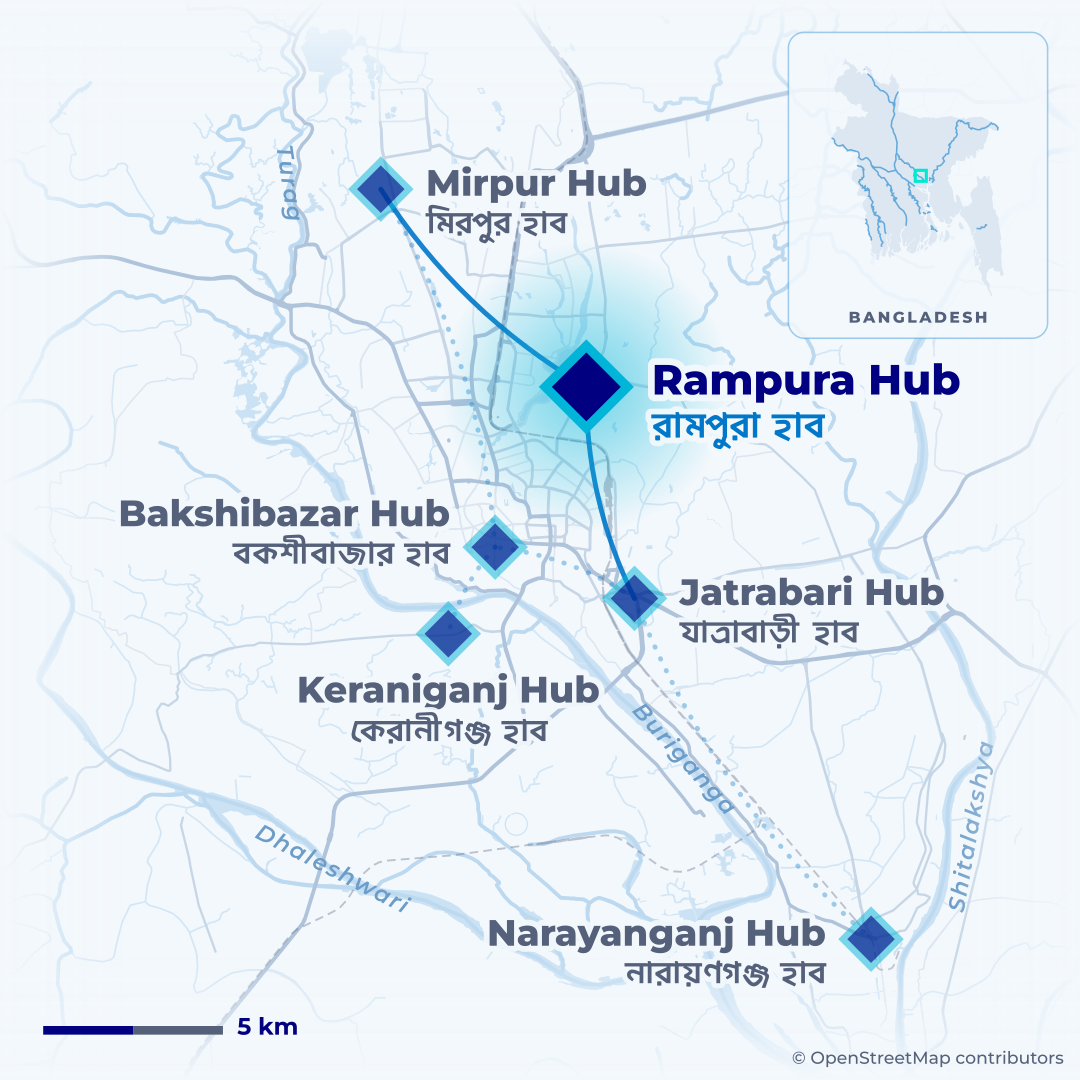 Turag
Mirpur Hub
মিরপুর হাব
BANGLADESH
Rampura Hub
রামপুরা হাব
Bakshibazar Hub
বকশীবাজার হাব
Jatrabari Hub
যাত্রাবাড়ী হাব
Keraniganj Hub
কেরানীগঞ্জ হাব
Buriganga
Shitalakshya
Dhaleshwari
Narayanganj Hub
নারায়ণগঞ্জ হাব
5 km
© OpenStreetMap contributors